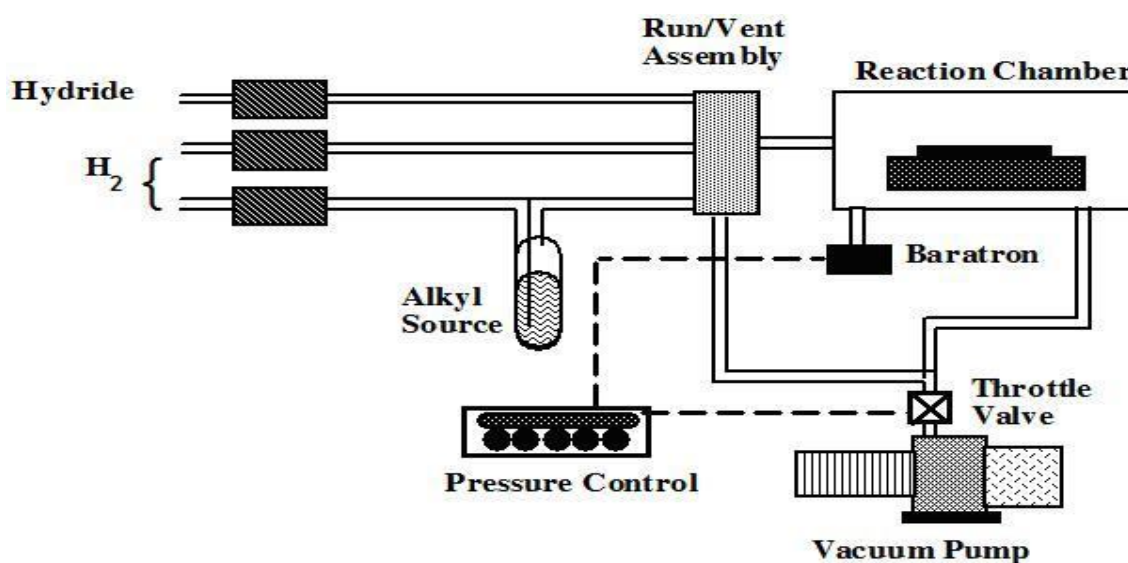 Run/Vent
Assembly
Reaction Chamber
Hydride
H2
{
Baratron
Alkyl
Source
Throttle
Valve
Pressure Control
Vacuum Pump